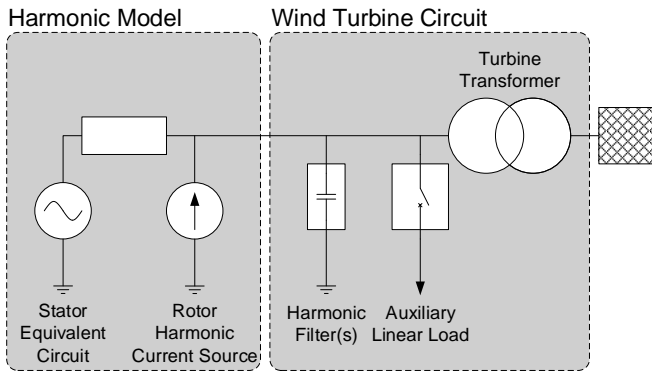 Harmonic Model
Wind Turbine Circuit
Turbine
Transformer
Stator
Equivalent
Circuit
Rotor
Harmonic
Current Source
Harmonic
Filter(s)
Auxiliary
Linear Load